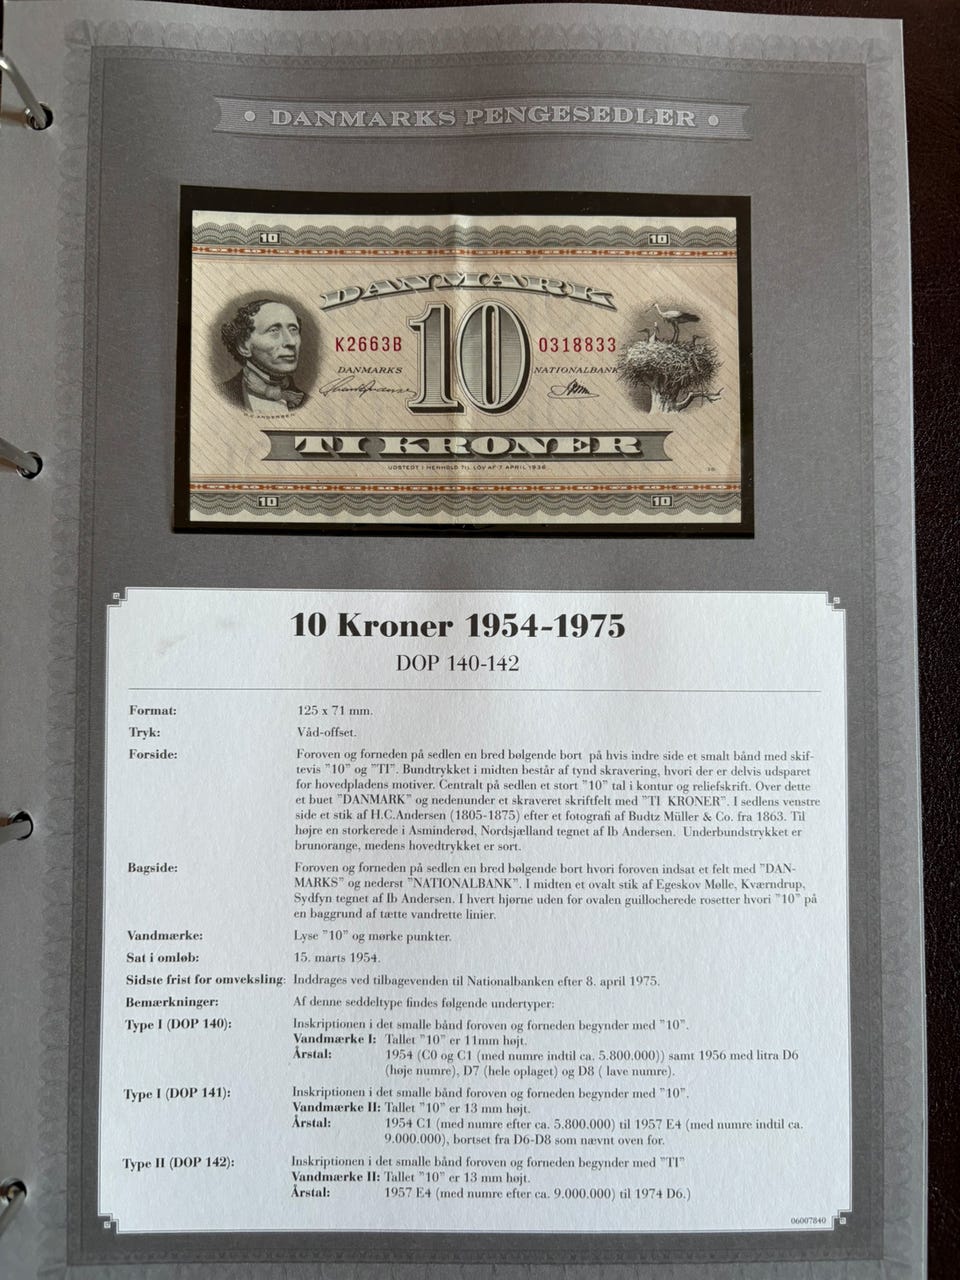 DANMARKS PENGESEDLER
10 10
DANMARK
10
K2663B 0318833
DANMARKS NATIONALBANK
H.C. ANDERSEN
TI KRONER
UDSTEDT I HENHOLD TIL LOV AF 7 APRIL 1936
10 10
10 Kroner 1954-1975
DOP 140-142
Format: 125 x 71 mm.
Tryk: Våd-offset.
Forside: Foroven og forneden på sedlen en bred bølgende bort på hvis indre side et smalt bånd med skif-
tevis "10" og "TI". Bundtrykket i midten består af tynd skravering, hvori der er delvis udsparet
for hovedpladens motiver. Centralt på sedlen et stort "10" tal i kontur og reliefskrift. Over dette
et buet "DANMARK" og nedenunder et skraveret skriftfelt med "TI KRONER". I sedlens venstre
side et stik af H.C.Andersen (1805-1875) efter et fotografi af Budtz Müller & Co. fra 1863. Til
højre en storkerede i Asminderød, Nordsjælland tegnet af Ib Andersen. Underbundstrykket er
brunorange, medens hovedtrykket er sort.
Bagside: Foroven og forneden på sedlen en bred bølgende bort hvori foroven indsat et felt med "DAN-
MARKS" og nederst "NATIONALBANK". I midten et ovalt stik af Egeskov Mølle, Kværndrup,
Sydfyn tegnet af Ib Andersen. I hvert hjørne uden for ovalen guillocherede rosetter hvori "10" på
en baggrund af tætte vandrette linier.
Vandmærke: Lyse "10" og mørke punkter.
Sat i omløb: 15. marts 1954.
Sidste frist for omveksling: Inddrages ved tilbagevenden til Nationalbanken efter 8. april 1975.
Bemærkninger: Af denne seddeltype findes følgende undertyper:
Type I (DOP 140): Inskriptionen i det smalle bånd foroven og forneden begynder med "10".
Vandmærke I: Tallet "10" er 11mm højt.
Årstal: 1954 (C0 og C1 (med numre indtil ca. 5.800.000)) samt 1956 med litra D6
(høje numre), D7 (hele oplaget) og D8 ( lave numre).
Type I (DOP 141): Inskriptionen i det smalle bånd foroven og forneden begynder med "10".
Vandmærke II: Tallet "10" er 13 mm højt.
Årstal: 1954 C1 (med numre efter ca. 5.800.000) til 1957 E4 (med numre indtil ca.
9.000.000), bortset fra D6-D8 som nævnt oven for.
Type II (DOP 142): Inskriptionen i det smalle bånd foroven og forneden begynder med "TI"
Vandmærke II: Tallet "10" er 13 mm højt.
Årstal: 1957 E4 (med numre efter ca. 9.000.000) til 1974 D6.)
06007840